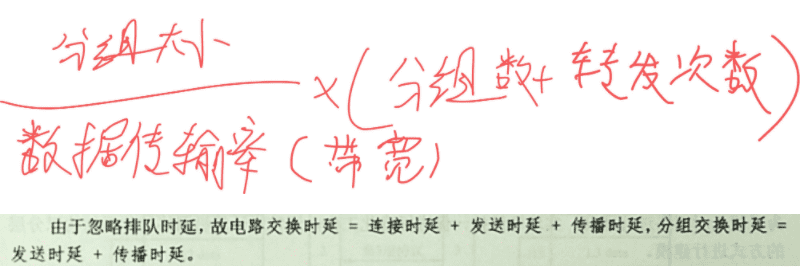 分组大小
×(分组数+转发次数)
数据传输率(带宽)
由于忽略排队时延,故电路交换时延 = 连接时延 + 发送时延 + 传播时延,分组交换时延 =
发送时延 + 传播时延。